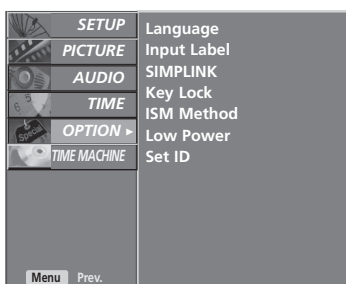 SETUP
PICTURE
AUDIO
TIME
OPTION ►
TIME MACHINE
Language
Input Label
SIMPLINK
Key Lock
ISM Method
Low Power
Set ID
Menu Prev.